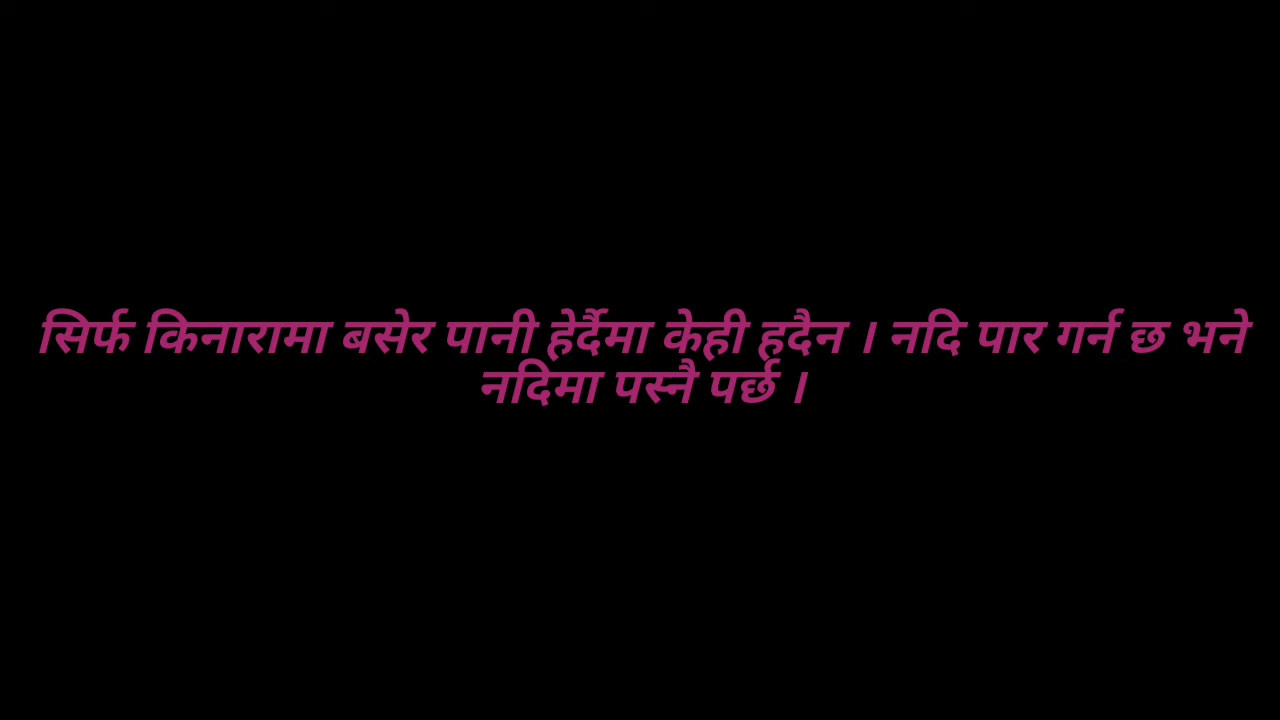 सिर्फ किनारामा बसेर पानी हेर्दैमा केही हदैन । नदि पार गर्न छ भने
नदिमा पस्नै पर्छ ।